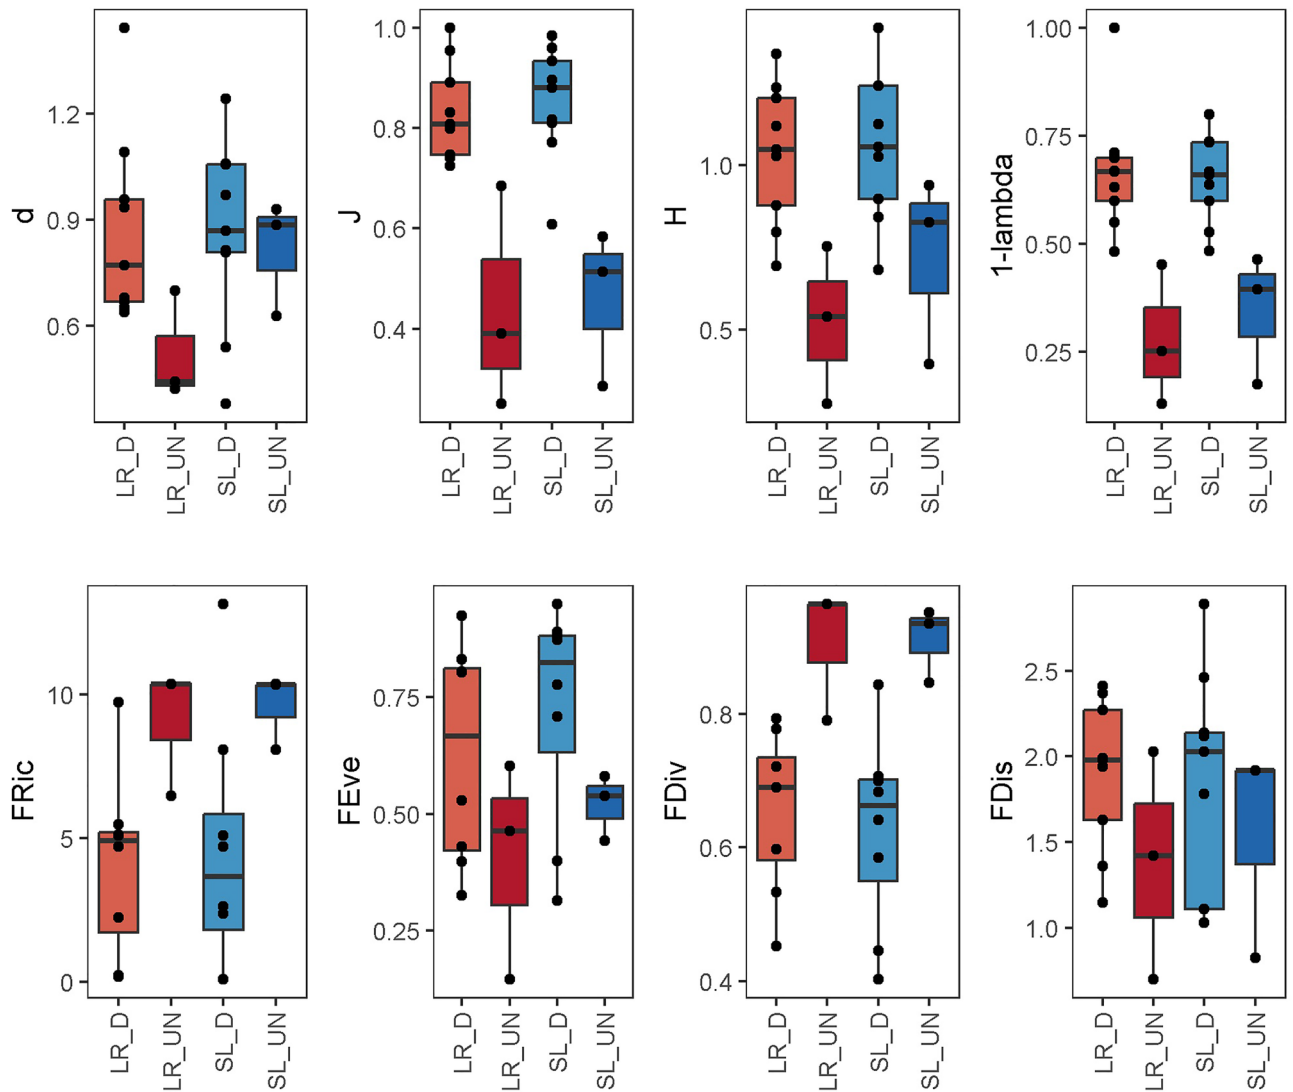 d
1.2
0.9
0.6
LR_D
LR_UN
SL_D
SL_UN
J
1.0
0.8
0.6
0.4
LR_D
LR_UN
SL_D
SL_UN
H
1.0
0.5
LR_D
LR_UN
SL_D
SL_UN
1-lambda
1.00
0.75
0.50
0.25
LR_D
LR_UN
SL_D
SL_UN
FRic
10
5
0
LR_D
LR_UN
SL_D
SL_UN
FEve
0.75
0.50
0.25
LR_D
LR_UN
SL_D
SL_UN
FDiv
0.8
0.6
0.4
LR_D
LR_UN
SL_D
SL_UN
FDis
2.5
2.0
1.5
1.0
LR_D
LR_UN
SL_D
SL_UN